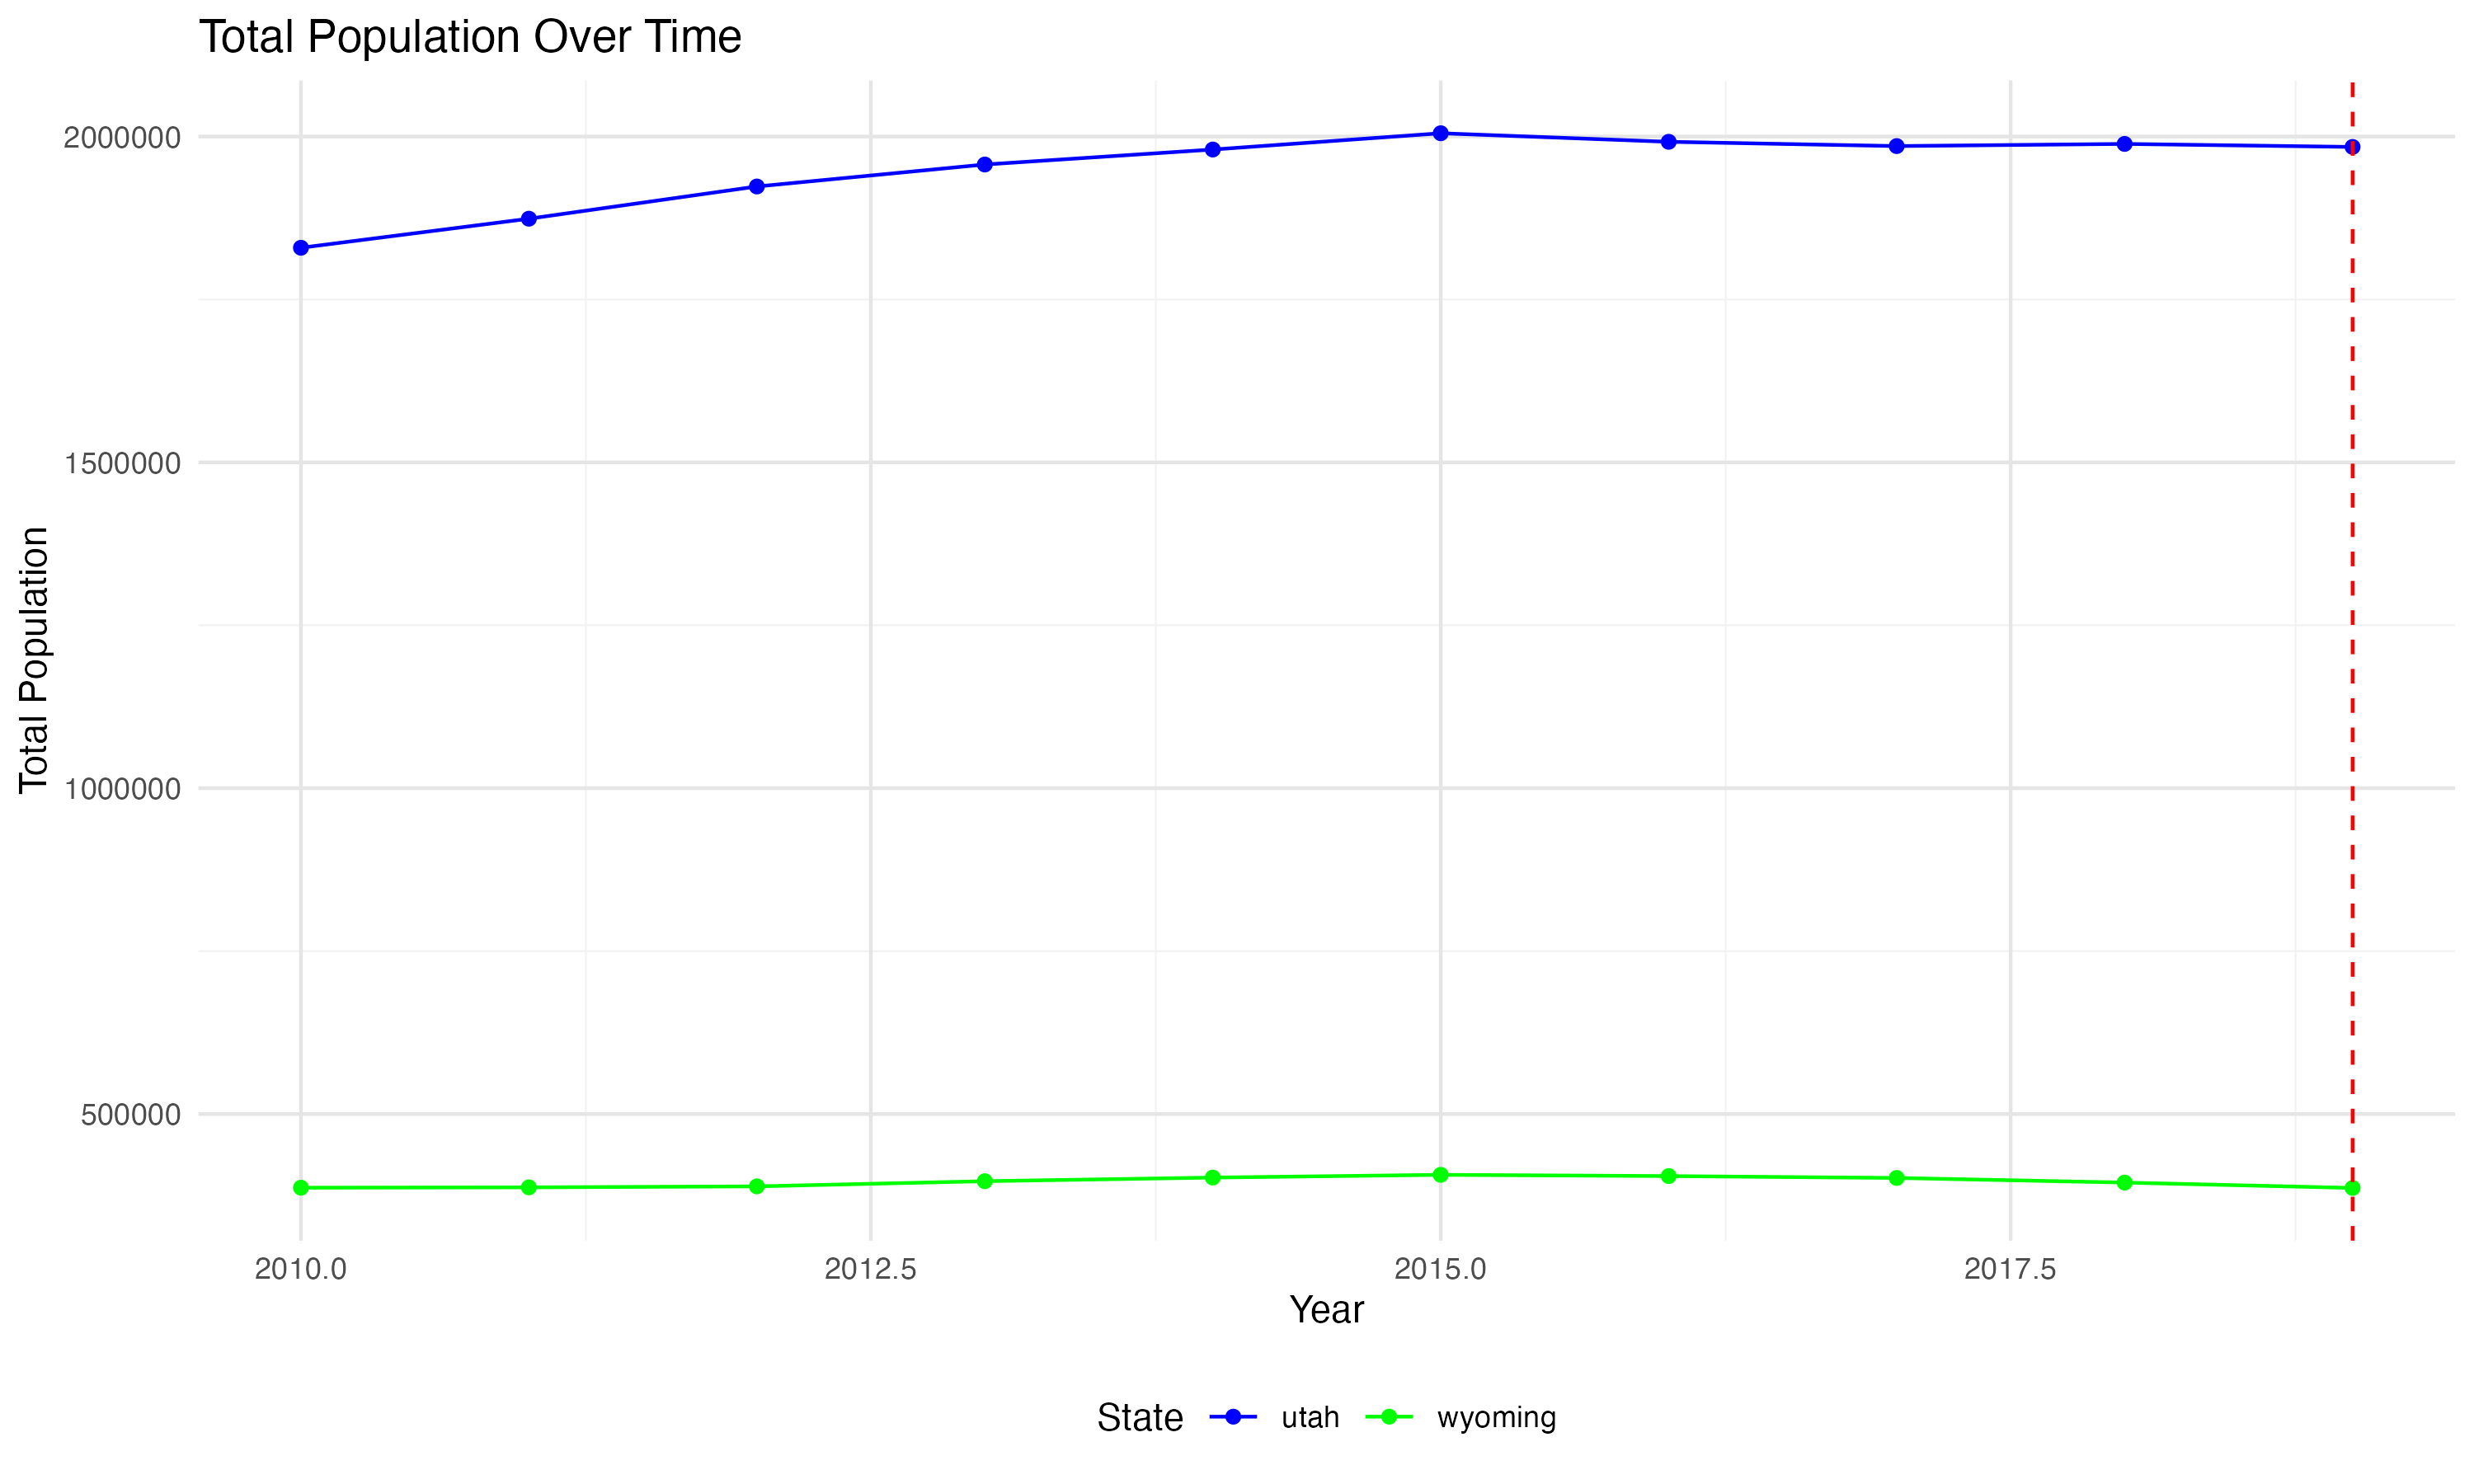 Total Population Over Time
Total Population
2000000
1500000
1000000
500000
2010.0 2012.5 2015.0 2017.5
Year
State utah wyoming